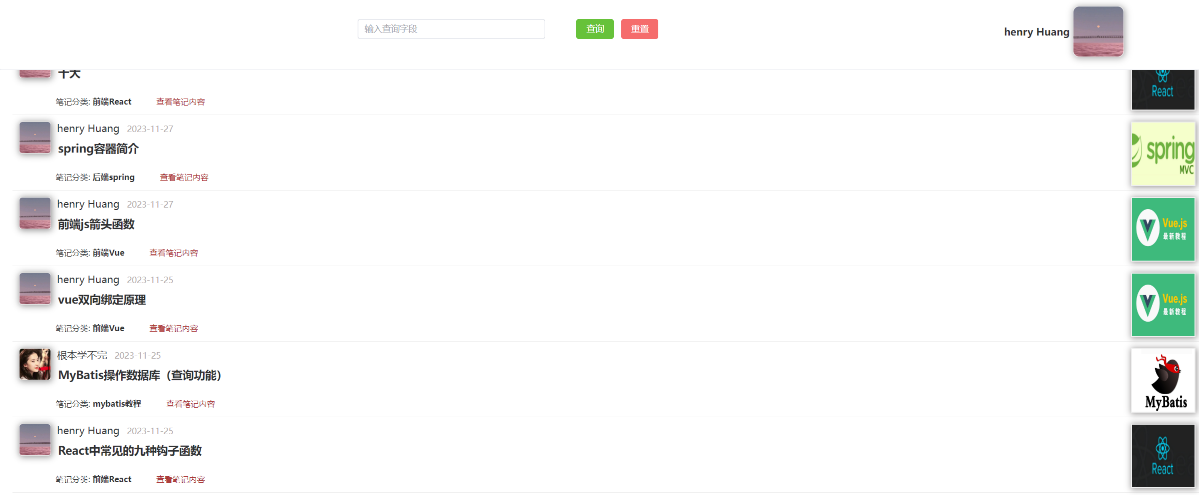 输入查询字段
查询
重置
henry Huang
十大
笔记分类: 前端React 查看笔记内容
React
henry Huang 2023-11-27
spring容器简介
笔记分类: 后端spring 查看笔记内容
spring
MVC
henry Huang 2023-11-27
前端js箭头函数
笔记分类: 前端Vue 查看笔记内容
Vue.js
最新教程
henry Huang 2023-11-25
vue双向绑定原理
笔记分类: 前端Vue 查看笔记内容
Vue.js
最新教程
根本学不完 2023-11-25
MyBatis操作数据库（查询功能）
笔记分类: mybatis教程 查看笔记内容
MyBatis
henry Huang 2023-11-25
React中常见的九种钩子函数
笔记分类: 前端React 查看笔记内容
React